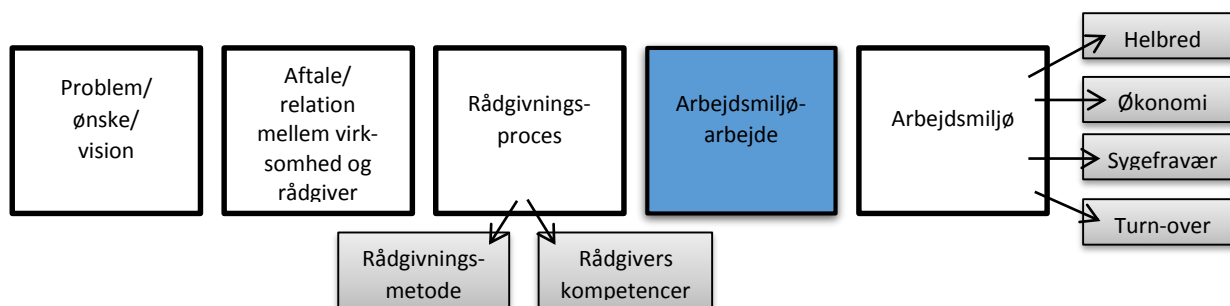 Problem/
ønske/
vision
Aftale/
relation
mellem virk-
somhed og
rådgiver
Rådgivnings-
proces
Arbejdsmiljø-
arbejde
Arbejdsmiljø
Helbred
Økonomi
Sygefravær
Turn-over
Rådgivnings-
metode
Rådgivers
kompetencer